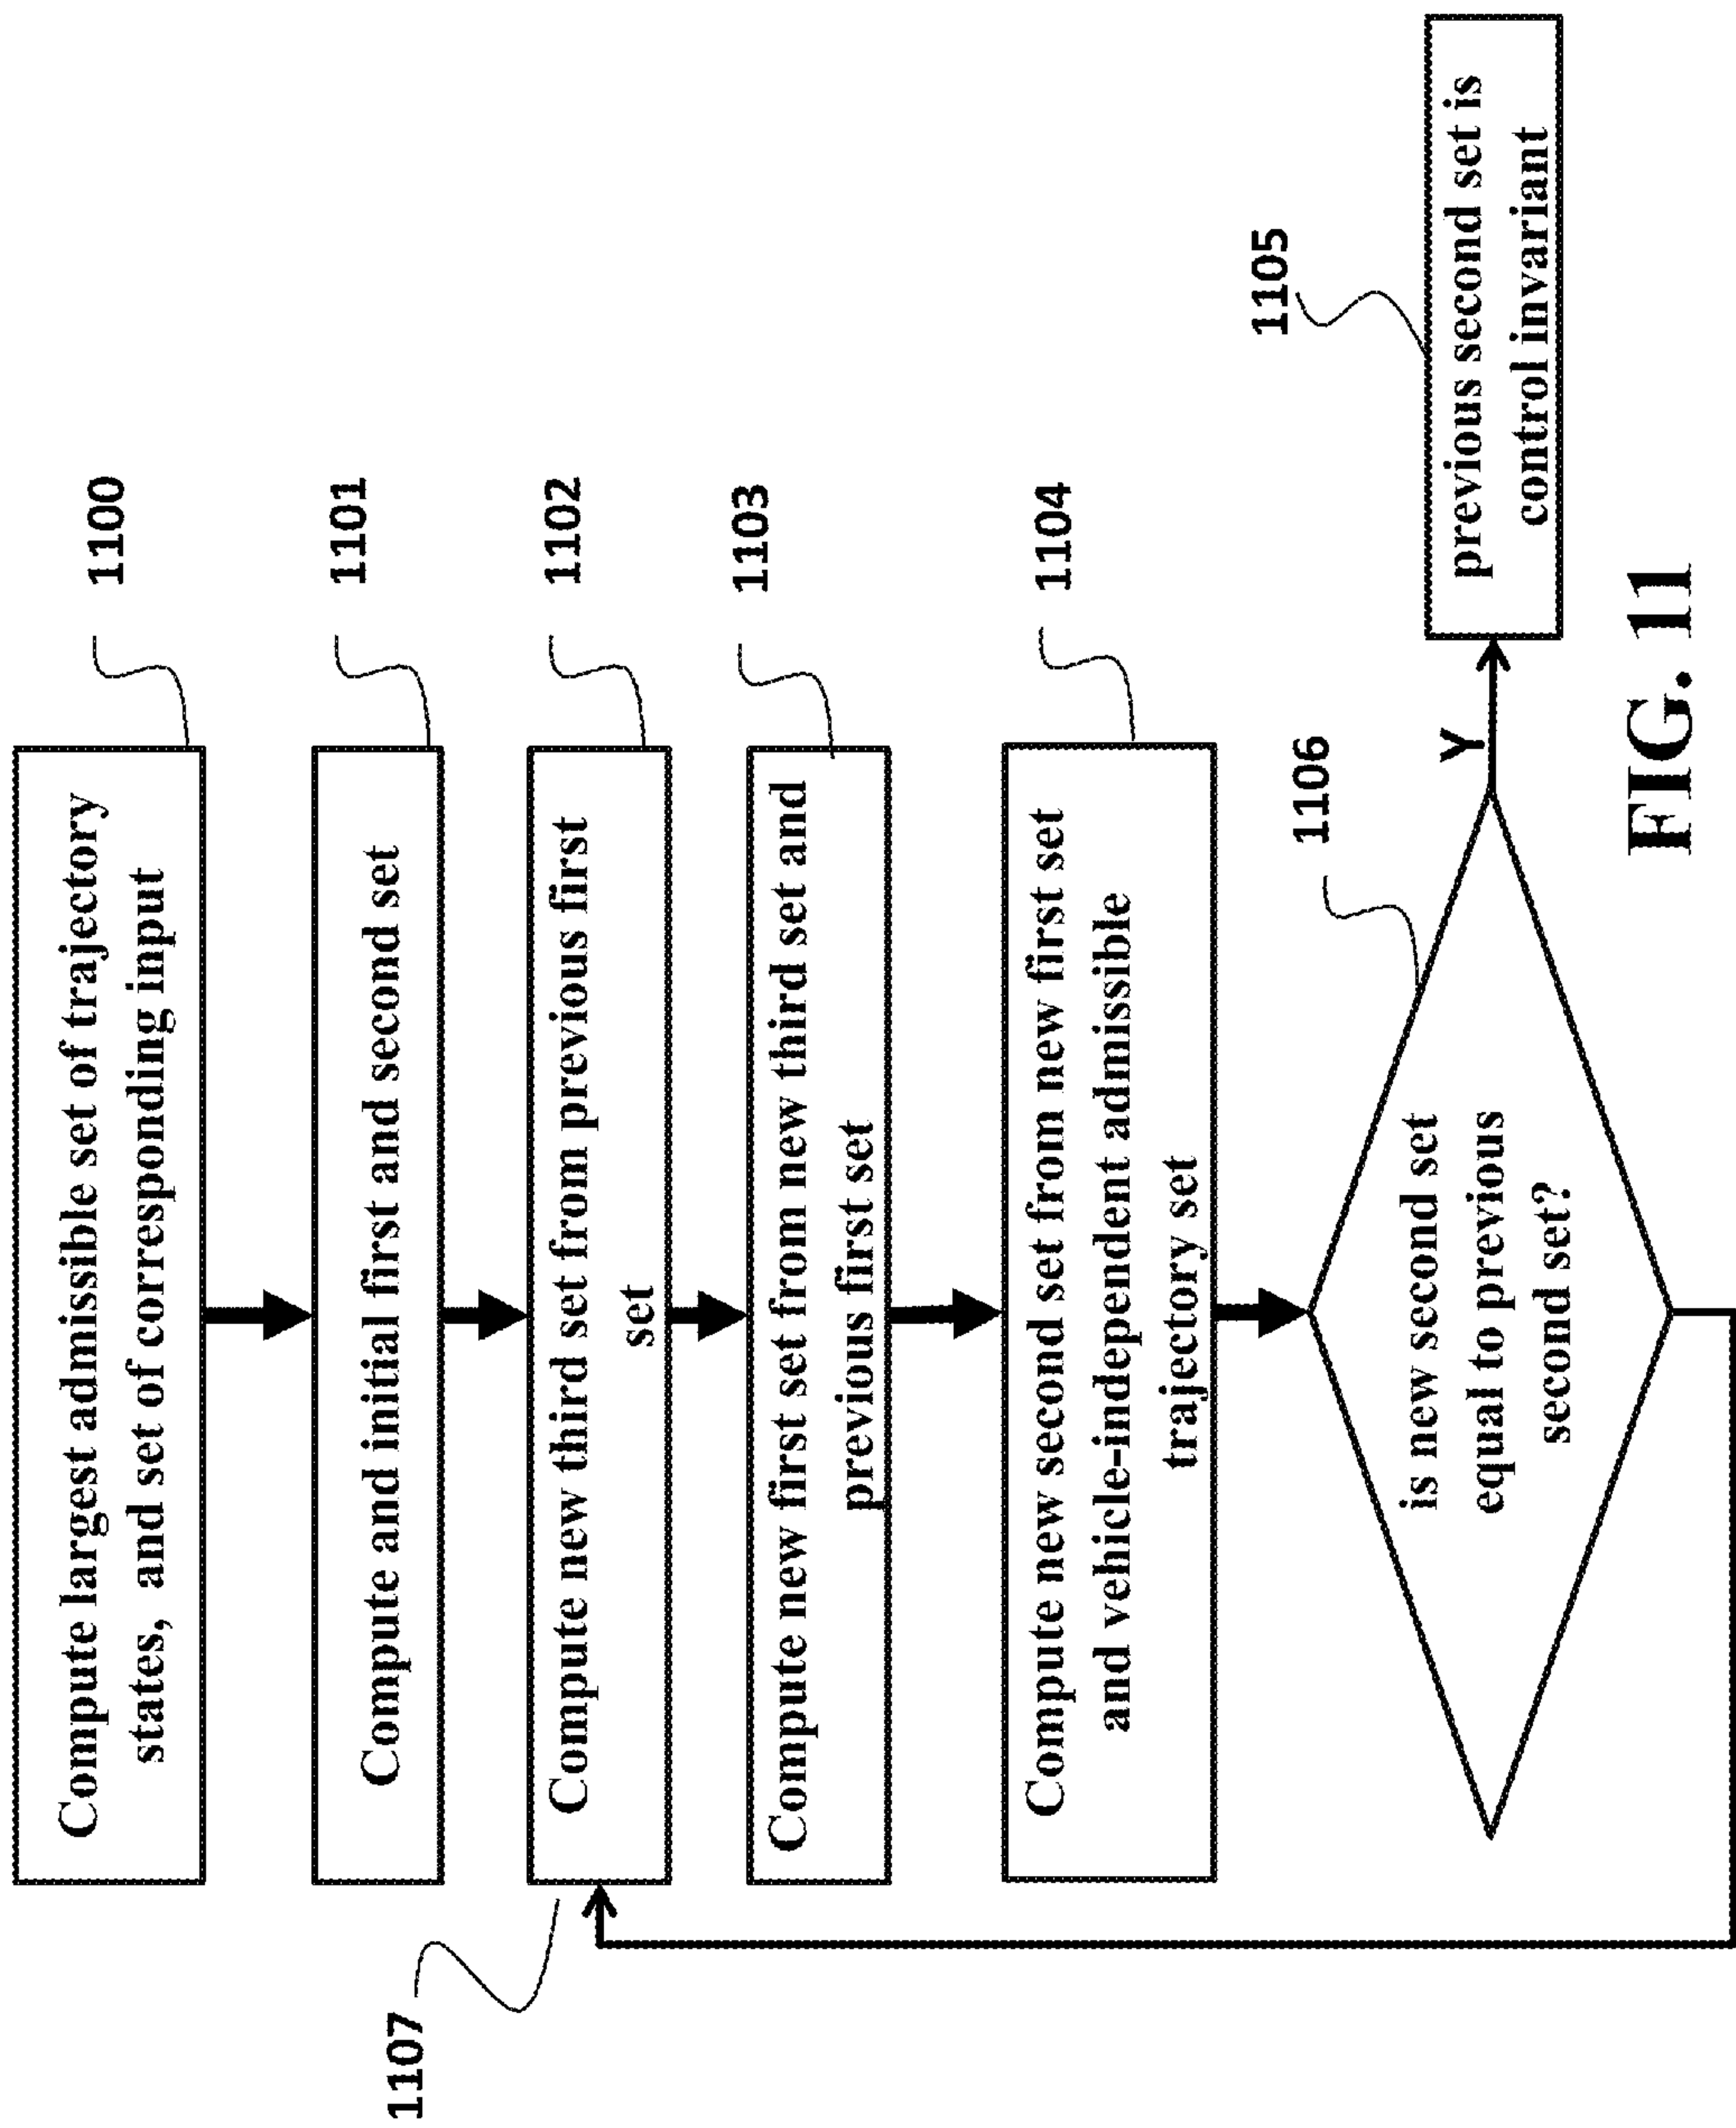 Compute largest admissible set of trajectory
states, and set of corresponding input
1100
Compute and initial first and second set
1101
Compute new third set from previous first
set
1102
1107
Compute new first set from new third set and
previous first set
1103
Compute new second set from new first set
and vehicle-independent admissible
trajectory set
1104
is new second set
equal to previous
second set?
1106
Y
previous second set is
control invariant
1105
FIG. 11